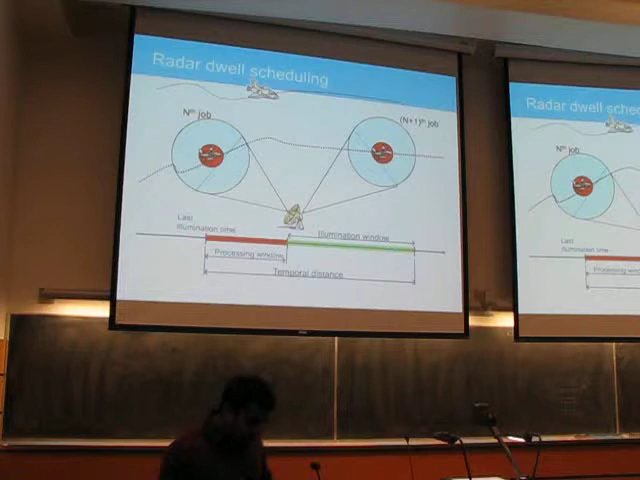 Radar dwell scheduling
Nth job
(N+1)th job
Last
Illumination time
Illumination window
Processing window
Temporal distance
Radar dwell sche
Nth job
Last
Illumination time
Processing window